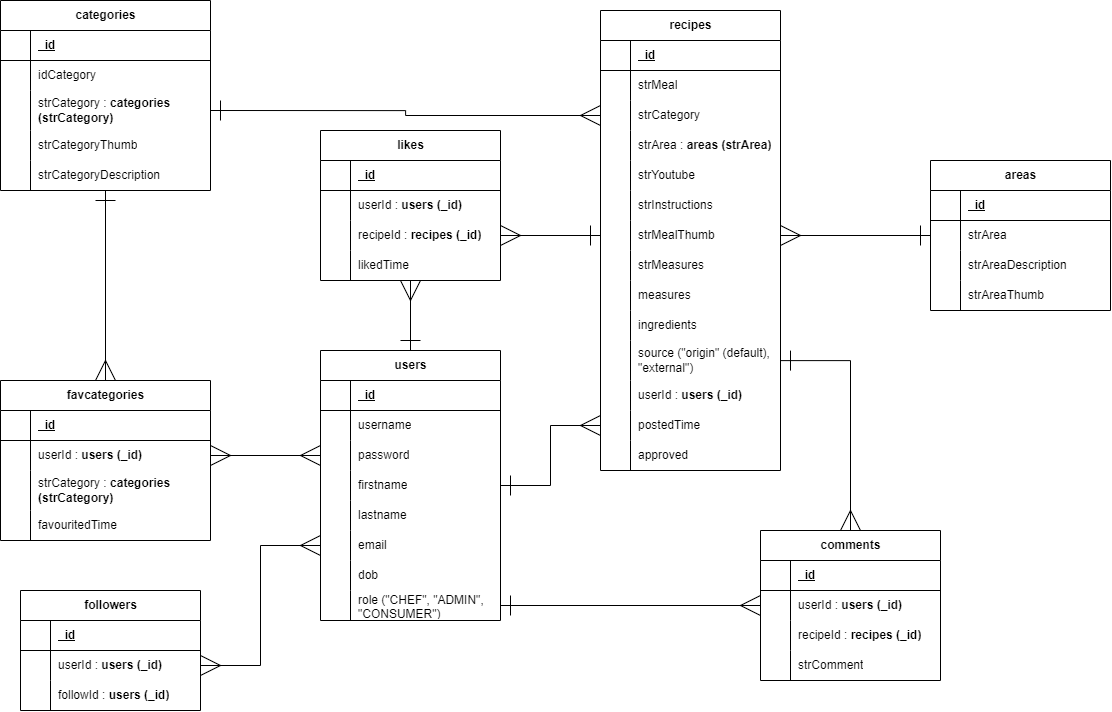 categories
_id
idCategory
strCategory : categories
(strCategory)
strCategoryThumb
strCategoryDescription
likes
_id
userId : users (_id)
recipeId : recipes (_id)
likedTime
recipes
_id
strMeal
strCategory
strArea : areas (strArea)
strYoutube
strInstructions
strMealThumb
strMeasures
measures
ingredients
source ("origin" (default),
"external")
userId : users (_id)
postedTime
approved
areas
_id
strArea
strAreaDescription
strAreaThumb
favcategories
_id
userId : users (_id)
strCategory : categories
(strCategory)
favouritedTime
users
_id
username
password
firstname
lastname
email
dob
role ("CHEF", "ADMIN",
"CONSUMER")
followers
_id
userId : users (_id)
followId : users (_id)
comments
_id
userId : users (_id)
recipeId : recipes (_id)
strComment